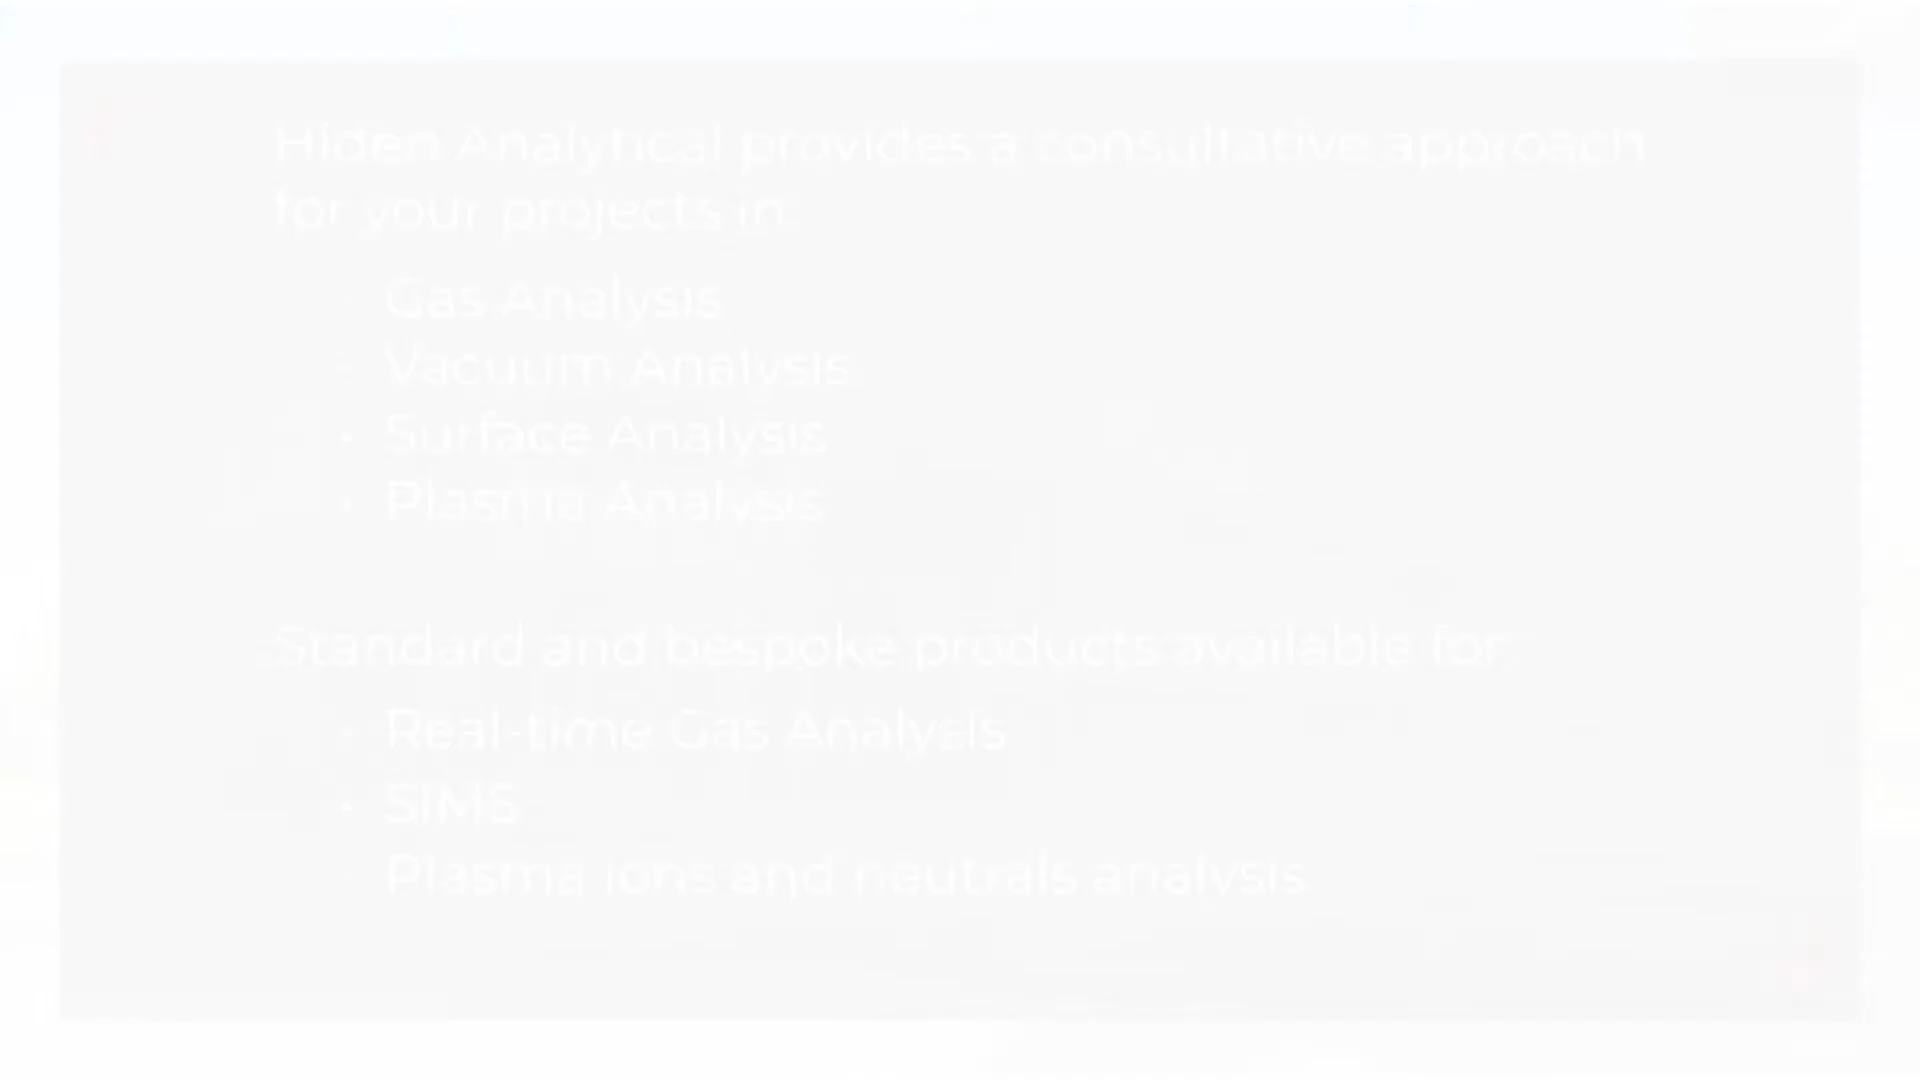 Hiden Analytical provides a consultative approach
for your projects in:
Gas Analysis
• Vacuum Analysis
• Surface Analysis
• Plasma Analysis
Standard and bespoke products available for:
• Real-time Gas Analysis
• SIMS
Plasma ions and neutrals analysis